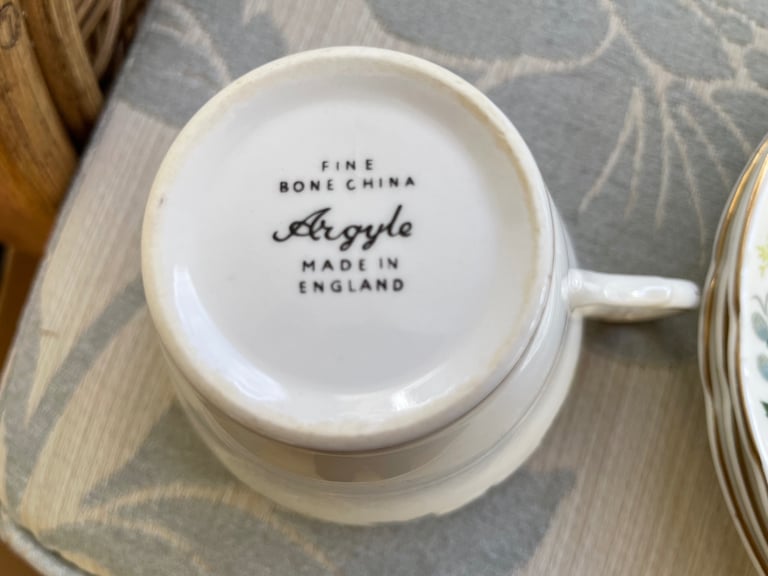 FINE
BONE CHINA
Argyle
MADE IN
ENGLAND